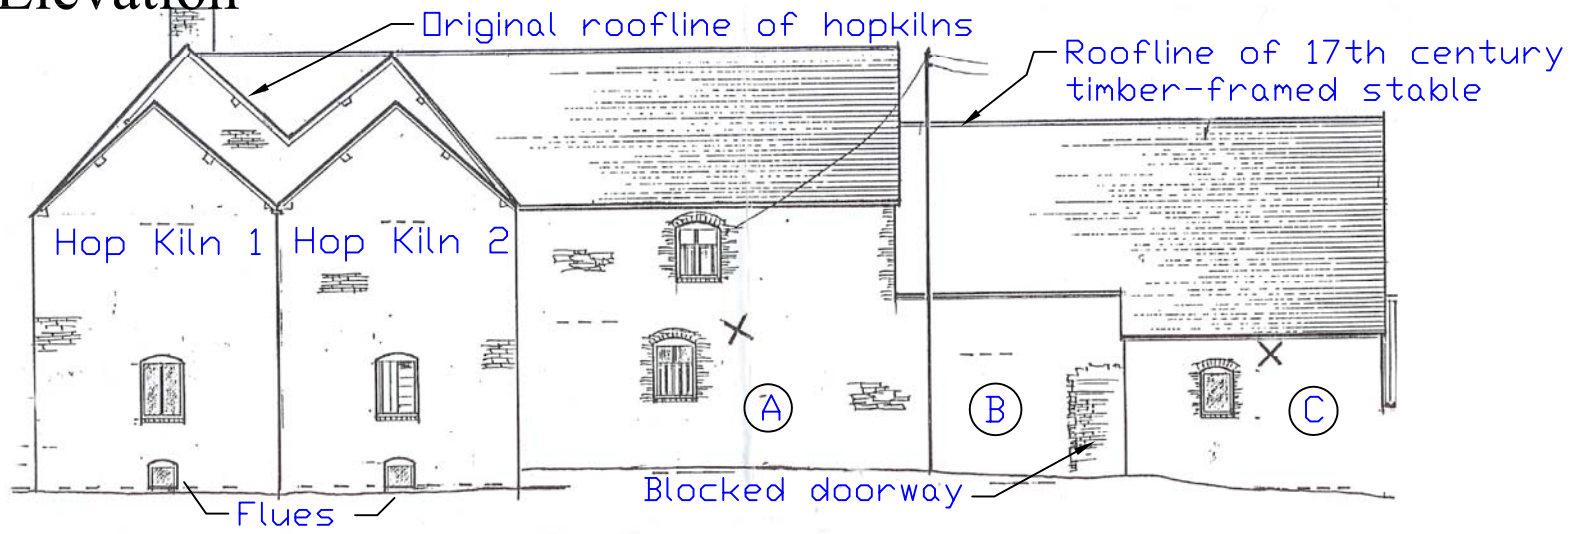 Elevation
Original roofline of hopkilns
Roofline of 17th century
timber-framed stable
Hop Kiln 1
Hop Kiln 2
A
B
C
Blocked doorway
Flues